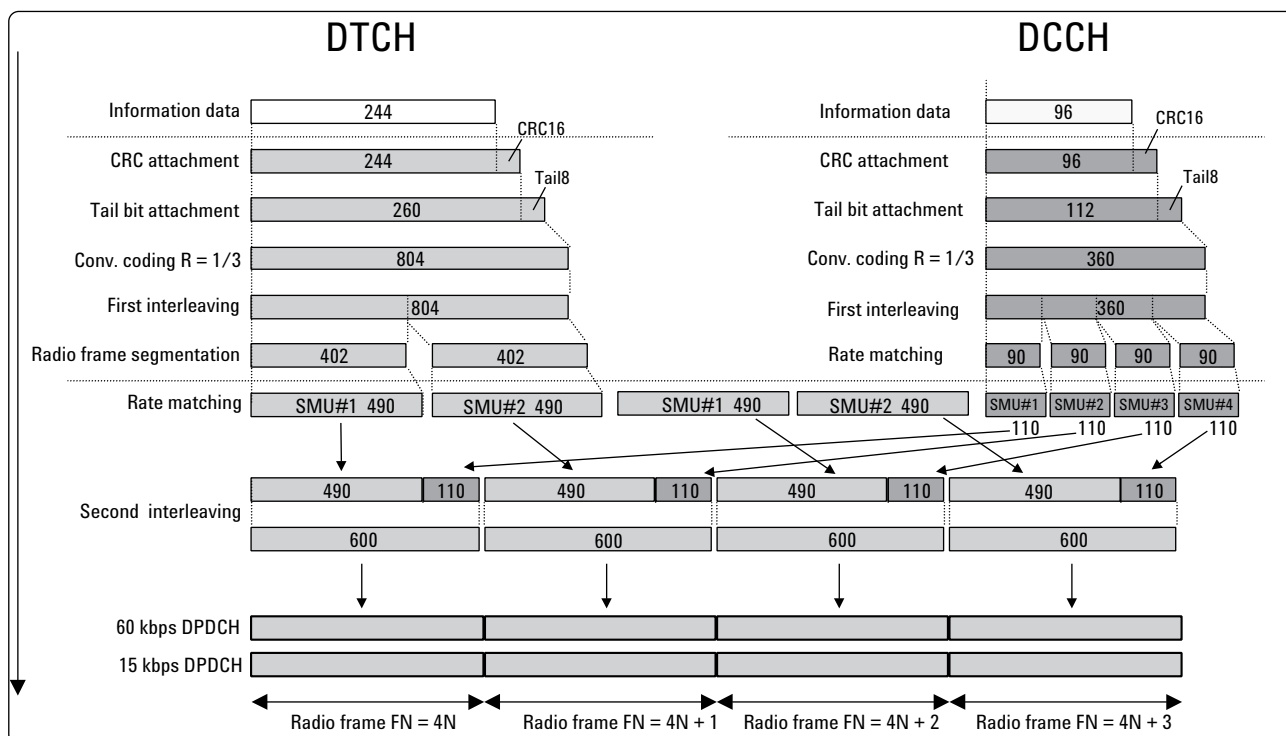 DTCH DCCH
Information data 244 Information data 96
CRC16 CRC16
CRC attachment 244 CRC attachment 96
Tail8 Tail8
Tail bit attachment 260 Tail bit attachment 112
Conv. coding R = 1/3 804 Conv. coding R = 1/3 360
First interleaving 804 First interleaving 360
Radio frame segmentation 402 402 Rate matching 90 90 90 90
Rate matching SMU#1 490 SMU#2 490 SMU#1 490 SMU#2 490 SMU#1 SMU#2 SMU#3 SMU#4
110 110 110 110
490 110 490 110 490 110 490 110
Second interleaving
600 600 600 600
60 kbps DPDCH
15 kbps DPDCH
Radio frame FN = 4N Radio frame FN = 4N + 1 Radio frame FN = 4N + 2 Radio frame FN = 4N + 3